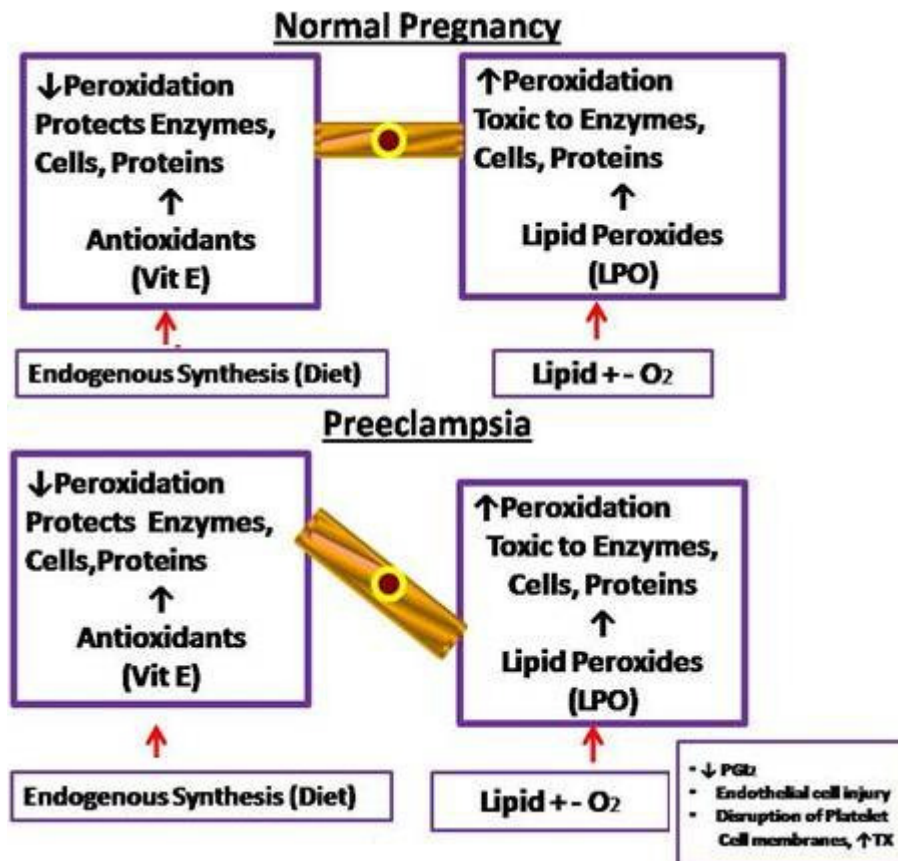 Normal Pregnancy
↓Peroxidation
Protects Enzymes,
Cells, Proteins
↑
Antioxidants
(Vit E)
Endogenous Synthesis (Diet)
↑Peroxidation
Toxic to Enzymes,
Cells, Proteins
↑
Lipid Peroxides
(LPO)
Lipid + - O₂
Preeclampsia
↓Peroxidation
Protects Enzymes,
Cells,Proteins
↑
Antioxidants
(Vit E)
Endogenous Synthesis (Diet)
↑Peroxidation
Toxic to Enzymes,
Cells, Proteins
↑
Lipid Peroxides
(LPO)
Lipid + - O₂
• ↓ PGI₂
• Endothelial cell injury
• Disruption of Platelet
Cell membranes, ↑TX